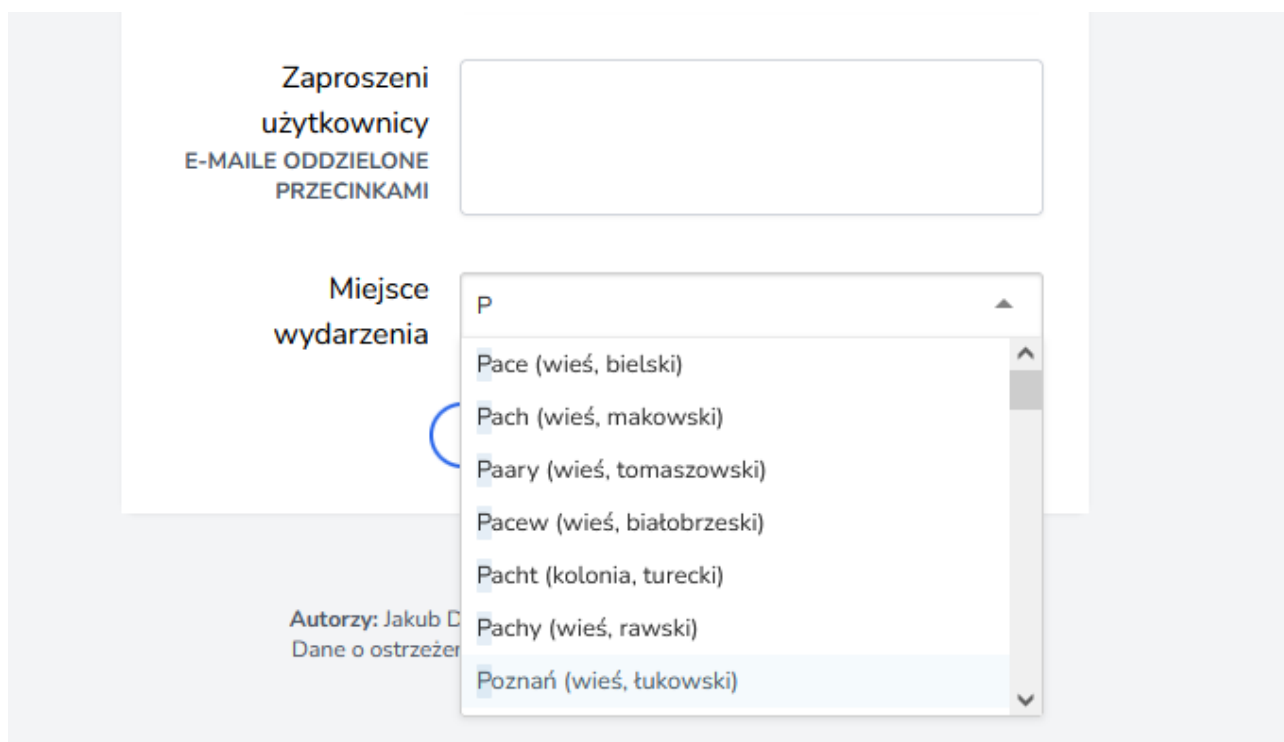 Zaproszeni
użytkownicy
E-MAILE ODDZIELONE
PRZECINKAMI
Miejsce
wydarzenia
P
Pace (wieś, bielski)
Pach (wieś, makowski)
Paary (wieś, tomaszowski)
Pacew (wieś, białobrzeski)
Pacht (kolonia, turecki)
Pachy (wieś, rawski)
Poznań (wieś, łukowski)
Autorzy: Jakub
Dane o